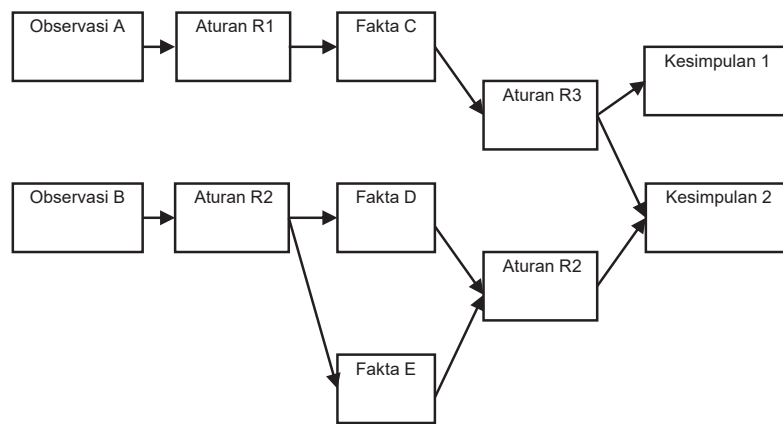 Observasi A
Aturan R1
Fakta C
Aturan R3
Kesimpulan 1
Observasi B
Aturan R2
Fakta D
Aturan R2
Kesimpulan 2
Fakta E